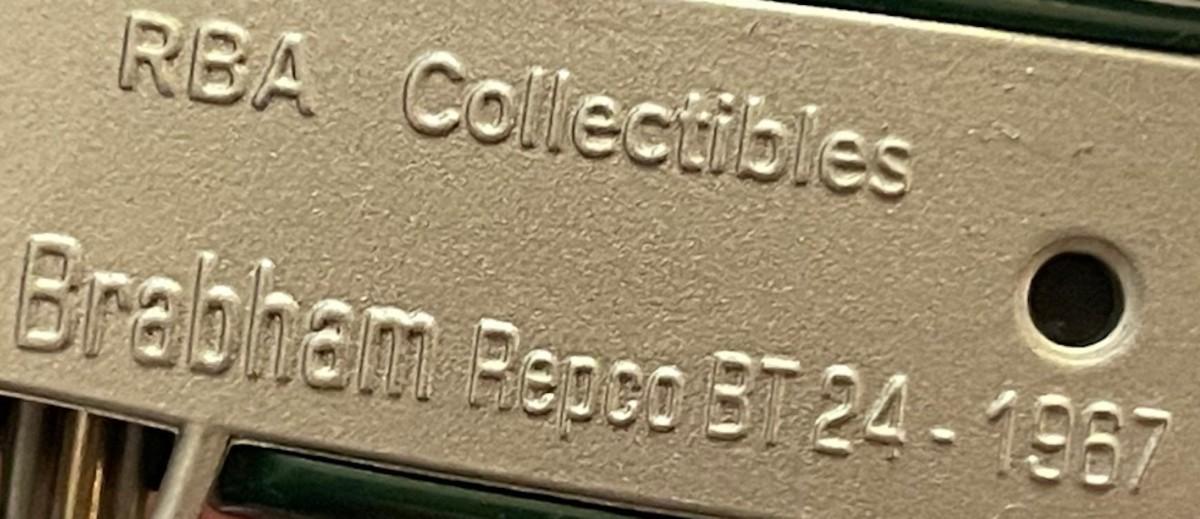 RBA Collectibles
Brabham Repco BT 24 - 1967